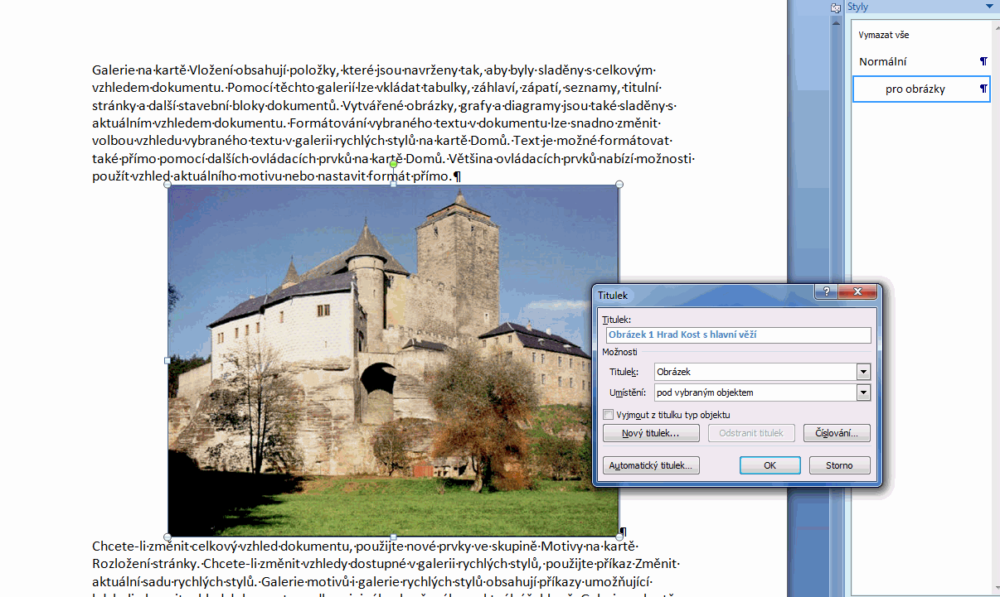 Styly
Vymazat vše
Normální ¶
pro obrázky ¶
Galerie·na·kartě·Vložení·obsahují·položky,·které·jsou·navrženy·tak,·aby·byly·sladěny·s·celkovým·
vzhledem·dokumentu.·Pomocí·těchto·galerií·lze·vkládat·tabulky,·záhlaví,·zápatí,·seznamy,·titulní·
stránky·a·další·stavební·bloky·dokumentů.·Vytvářené·obrázky,·grafy·a·diagramy·jsou·také·sladěny·s·
aktuálním·vzhledem·dokumentu.·Formátování·vybraného·textu·v·dokumentu·lze·snadno·změnit·
volbou·vzhledu·vybraného·textu·v·galerii·rychlých·stylů·na·kartě·Domů.·Text·je·možné·formátovat·
také·přímo·pomocí·dalších·ovládacích·prvků·na·kartě·Domů.·Většina·ovládacích·prvků·nabízí·možnosti·
použít·vzhled·aktuálního·motivu·nebo·nastavit·formát·přímo.¶
Titulek
?
Titulek:
Obrázek 1 Hrad Kost s hlavní věží
Možnosti
Titulek: Obrázek
Umístění: pod vybraným objektem
Vyjmout z titulku typ objektu
Nový titulek... Odstranit titulek Číslování...
Automatický titulek... OK Storno
¶
Chcete-li·změnit·celkový·vzhled·dokumentu,·použijte·nové·prvky·ve·skupině·Motivy·na·kartě·
Rozložení·stránky.·Chcete-li·změnit·vzhledy·dostupné·v·galerii·rychlých·stylů,·použijte·příkaz·Změnit·
aktuální·sadu·rychlých·stylů.·Galerie·motivů·i·galerie·rychlých·stylů·obsahují·příkazy·umožňující·